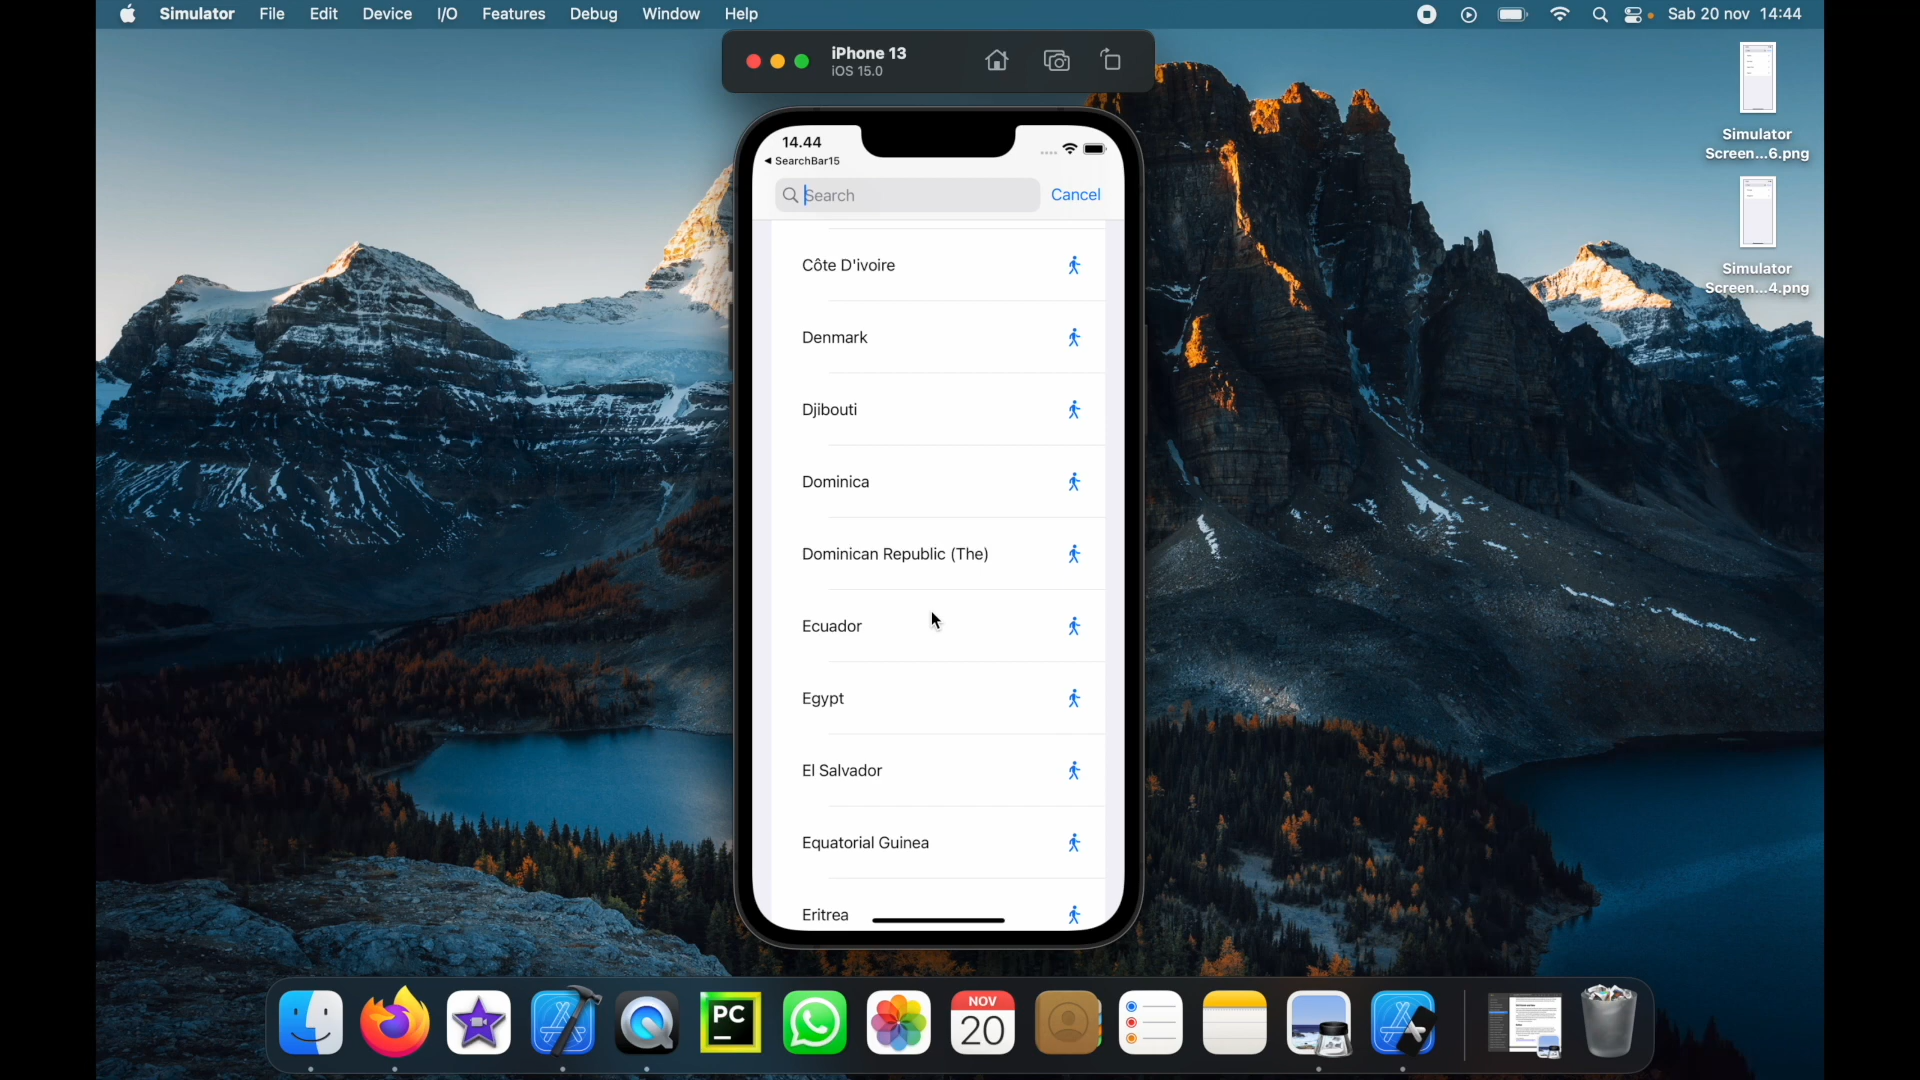 Simulator File Edit Device I/O Features Debug Window Help
Sab 20 nov 14:44
iPhone 13
iOS 15.0
14.44
SearchBar15
Search
Cancel
Côte D'ivoire
Denmark
Djibouti
Dominica
Dominican Republic (The)
Ecuador
Egypt
El Salvador
Equatorial Guinea
Eritrea
Simulator
Screen...6.png
Simulator
Screen...4.png
PC
NOV
20